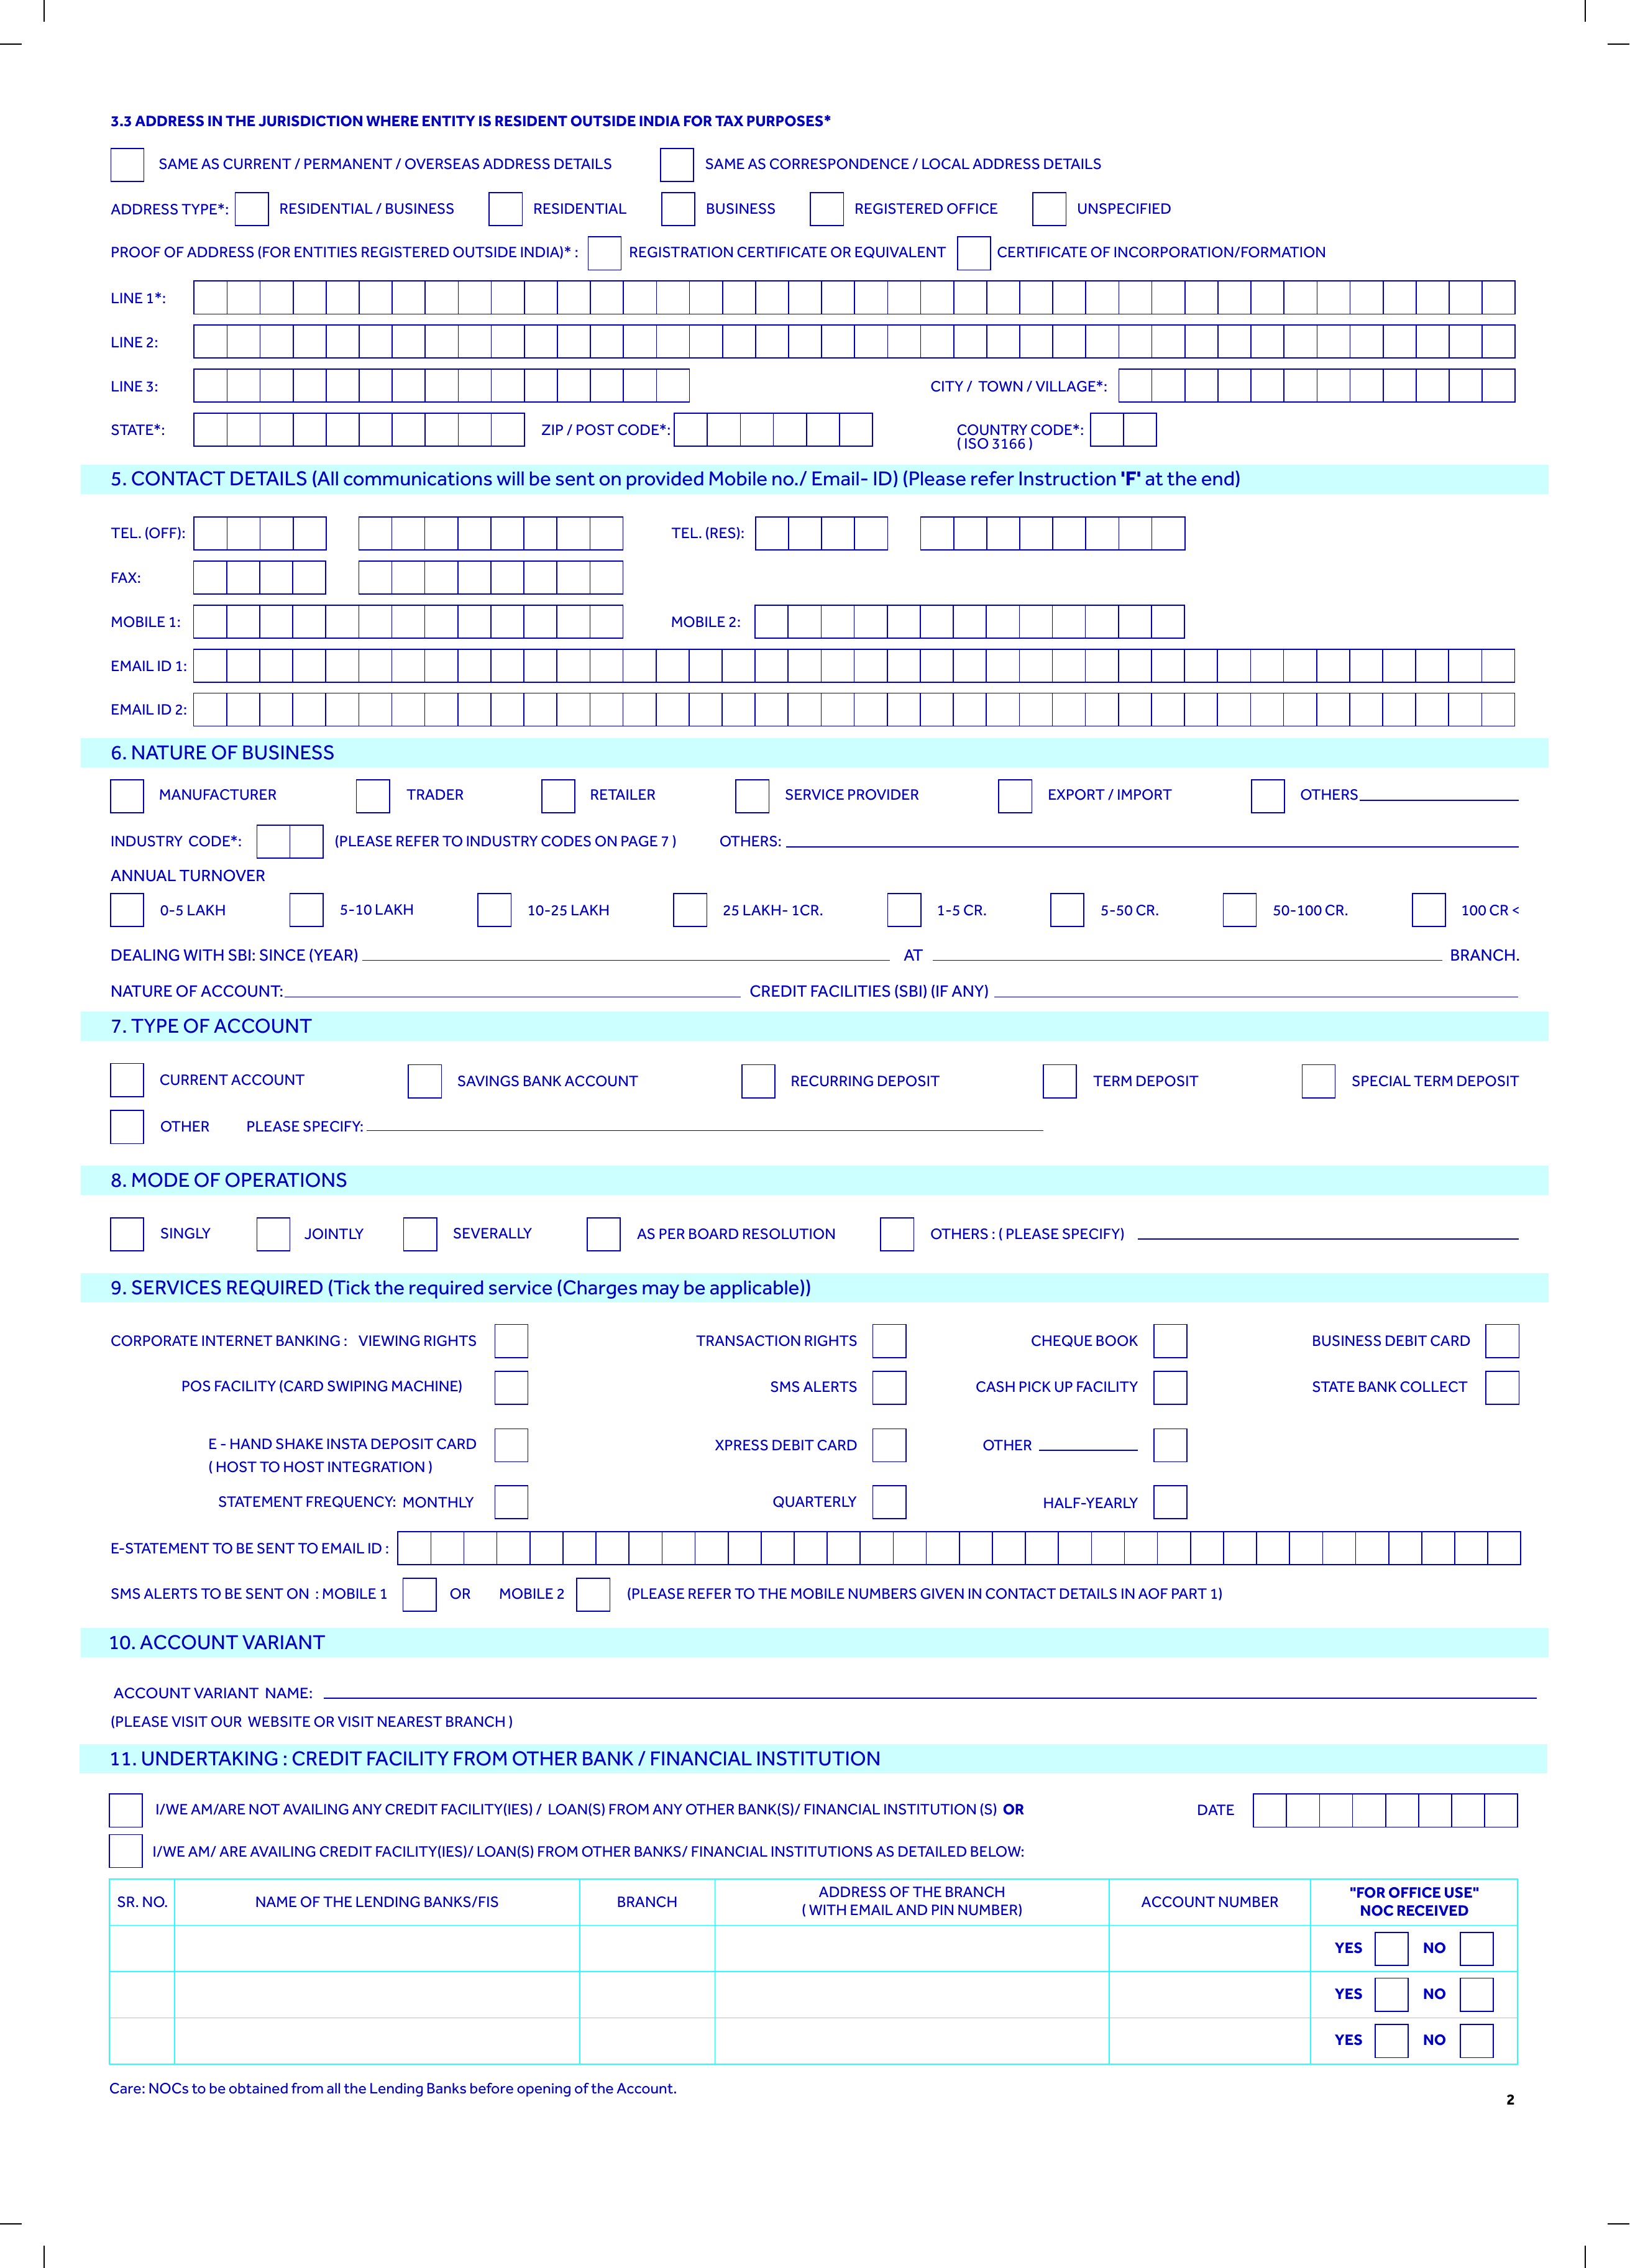 3.3 ADDRESS IN THE JURISDICTION WHERE ENTITY IS RESIDENT OUTSIDE INDIA FOR TAX PURPOSES*
SAME AS CURRENT / PERMANENT / OVERSEAS ADDRESS DETAILS SAME AS CORRESPONDENCE / LOCAL ADDRESS DETAILS
ADDRESS TYPE*: RESIDENTIAL / BUSINESS RESIDENTIAL BUSINESS REGISTERED OFFICE UNSPECIFIED
PROOF OF ADDRESS (FOR ENTITIES REGISTERED OUTSIDE INDIA)* : REGISTRATION CERTIFICATE OR EQUIVALENT CERTIFICATE OF INCORPORATION/FORMATION
LINE 1*:
LINE 2:
LINE 3: CITY / TOWN / VILLAGE*:
STATE*: ZIP / POST CODE*: COUNTRY CODE*:
( ISO 3166 )
5. CONTACT DETAILS (All communications will be sent on provided Mobile no./ Email- ID) (Please refer Instruction 'F' at the end)
TEL. (OFF): TEL. (RES):
FAX:
MOBILE 1: MOBILE 2:
EMAIL ID 1:
EMAIL ID 2:
6. NATURE OF BUSINESS
MANUFACTURER TRADER RETAILER SERVICE PROVIDER EXPORT / IMPORT OTHERS
INDUSTRY CODE*: (PLEASE REFER TO INDUSTRY CODES ON PAGE 7 ) OTHERS:
ANNUAL TURNOVER
0-5 LAKH 5-10 LAKH 10-25 LAKH 25 LAKH- 1CR. 1-5 CR. 5-50 CR. 50-100 CR. 100 CR <
DEALING WITH SBI: SINCE (YEAR) AT BRANCH.
NATURE OF ACCOUNT: CREDIT FACILITIES (SBI) (IF ANY)
7. TYPE OF ACCOUNT
CURRENT ACCOUNT SAVINGS BANK ACCOUNT RECURRING DEPOSIT TERM DEPOSIT SPECIAL TERM DEPOSIT
OTHER PLEASE SPECIFY:
8. MODE OF OPERATIONS
SINGLY JOINTLY SEVERALLY AS PER BOARD RESOLUTION OTHERS : ( PLEASE SPECIFY)
9. SERVICES REQUIRED (Tick the required service (Charges may be applicable))
CORPORATE INTERNET BANKING : VIEWING RIGHTS TRANSACTION RIGHTS CHEQUE BOOK BUSINESS DEBIT CARD
POS FACILITY (CARD SWIPING MACHINE) SMS ALERTS CASH PICK UP FACILITY STATE BANK COLLECT
E - HAND SHAKE INSTA DEPOSIT CARD XPRESS DEBIT CARD OTHER
( HOST TO HOST INTEGRATION )
STATEMENT FREQUENCY: MONTHLY QUARTERLY HALF-YEARLY
E-STATEMENT TO BE SENT TO EMAIL ID :
SMS ALERTS TO BE SENT ON : MOBILE 1 OR MOBILE 2 (PLEASE REFER TO THE MOBILE NUMBERS GIVEN IN CONTACT DETAILS IN AOF PART 1)
10. ACCOUNT VARIANT
ACCOUNT VARIANT NAME:
(PLEASE VISIT OUR WEBSITE OR VISIT NEAREST BRANCH )
11. UNDERTAKING : CREDIT FACILITY FROM OTHER BANK / FINANCIAL INSTITUTION
I/WE AM/ARE NOT AVAILING ANY CREDIT FACILITY(IES) / LOAN(S) FROM ANY OTHER BANK(S)/ FINANCIAL INSTITUTION (S) OR DATE
I/WE AM/ ARE AVAILING CREDIT FACILITY(IES)/ LOAN(S) FROM OTHER BANKS/ FINANCIAL INSTITUTIONS AS DETAILED BELOW:
SR. NO. NAME OF THE LENDING BANKS/FIS BRANCH ADDRESS OF THE BRANCH ( WITH EMAIL AND PIN NUMBER) ACCOUNT NUMBER "FOR OFFICE USE" NOC RECEIVED
YES NO
YES NO
YES NO
Care: NOCs to be obtained from all the Lending Banks before opening of the Account.
2